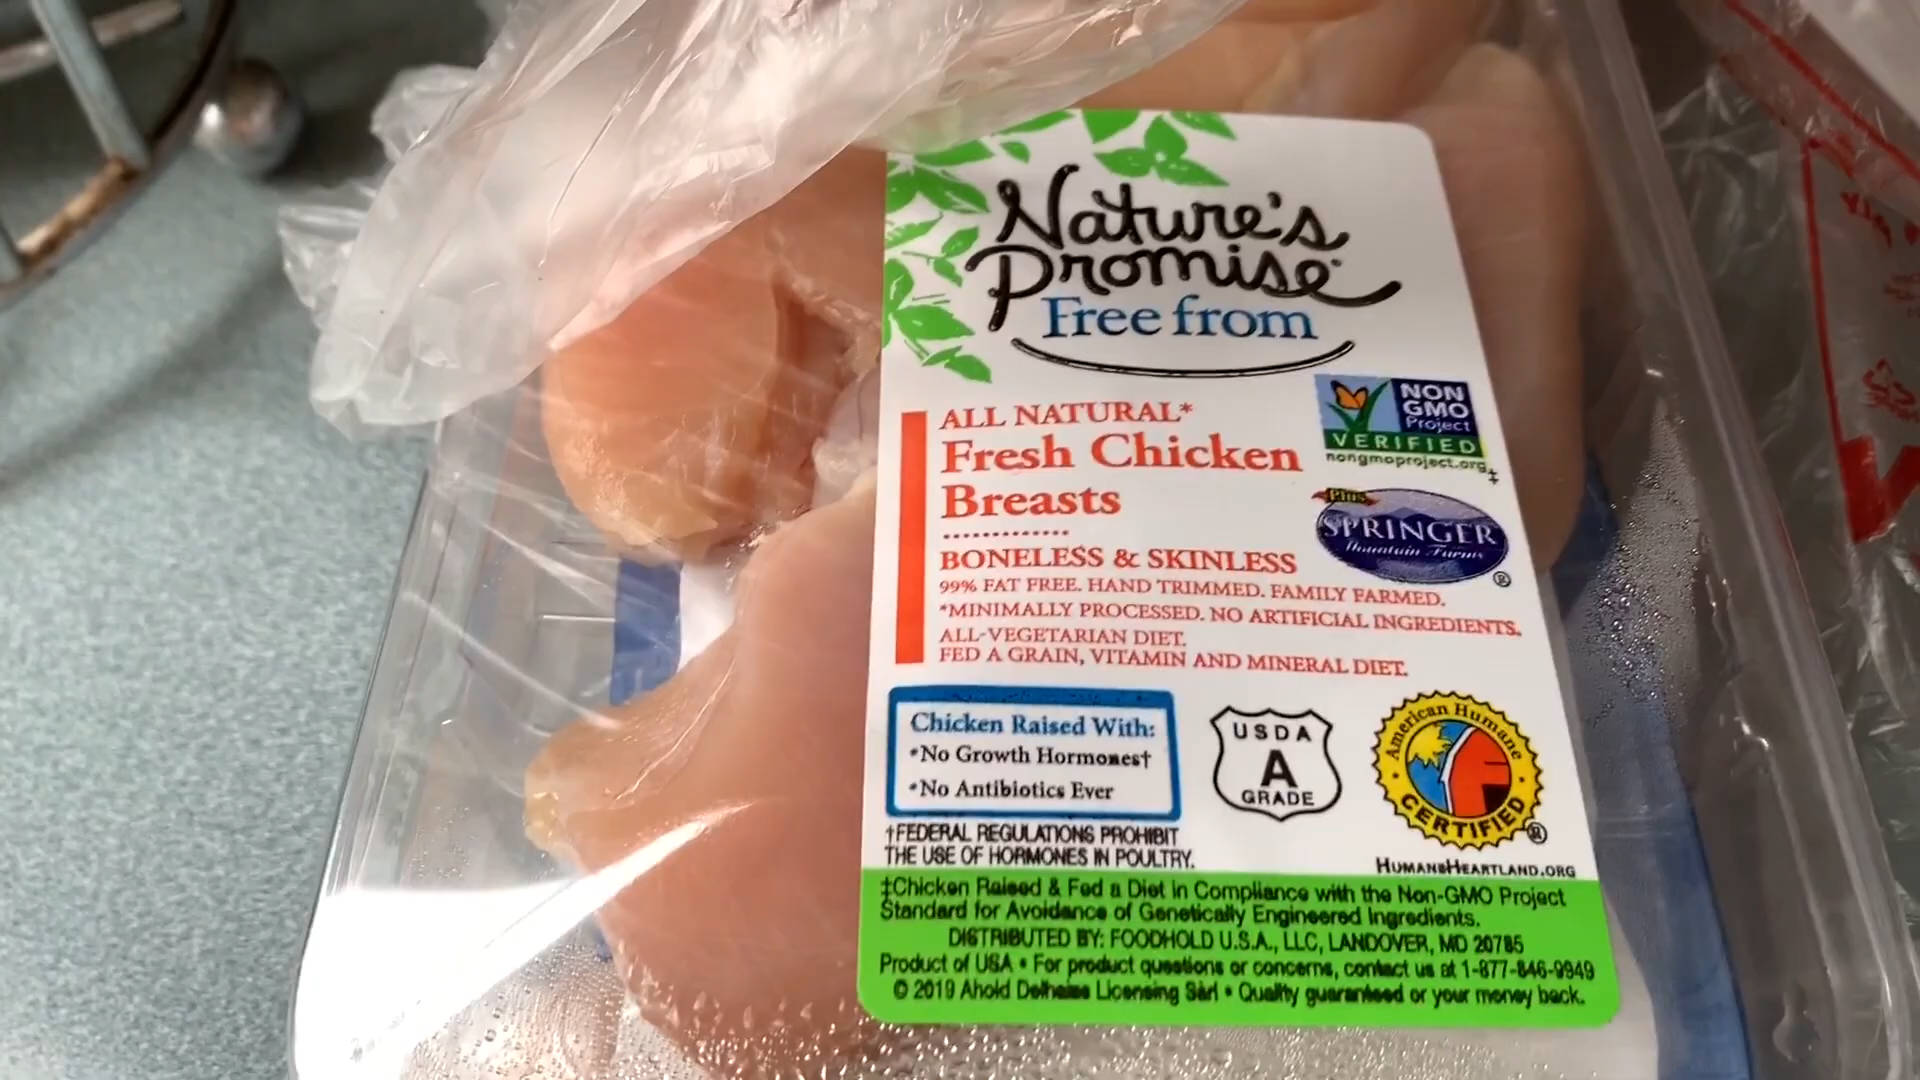 Nature's
Promise
Free from
ALL NATURAL*
Fresh Chicken
Breasts
BONELESS & SKINLESS
99% FAT FREE. HAND TRIMMED. FAMILY FARMED.
*MINIMALLY PROCESSED. NO ARTIFICIAL INGREDIENTS.
ALL-VEGETARIAN DIET.
FED A GRAIN, VITAMIN AND MINERAL DIET.
NON
GMO
Project
VERIFIED
nongmoproject.org‡
Plus
SPRINGER
Mountain Farms®
Chicken Raised With:
*No Growth Hormones†
*No Antibiotics Ever
†FEDERAL REGULATIONS PROHIBIT
THE USE OF HORMONES IN POULTRY.
USDA
A
GRADE
American Humane
CERTIFIED®
HUMANEHEARTLAND.ORG
‡Chicken Raised & Fed a Diet in Compliance with the Non-GMO Project
Standard for Avoidance of Genetically Engineered Ingredients.
DISTRIBUTED BY: FOODHOLD U.S.A., LLC, LANDOVER, MD 20785
Product of USA • For product questions or concerns, contact us at 1-877-846-9949
© 2019 Ahold Delhaize Licensing Sàrl • Quality guaranteed or your money back.